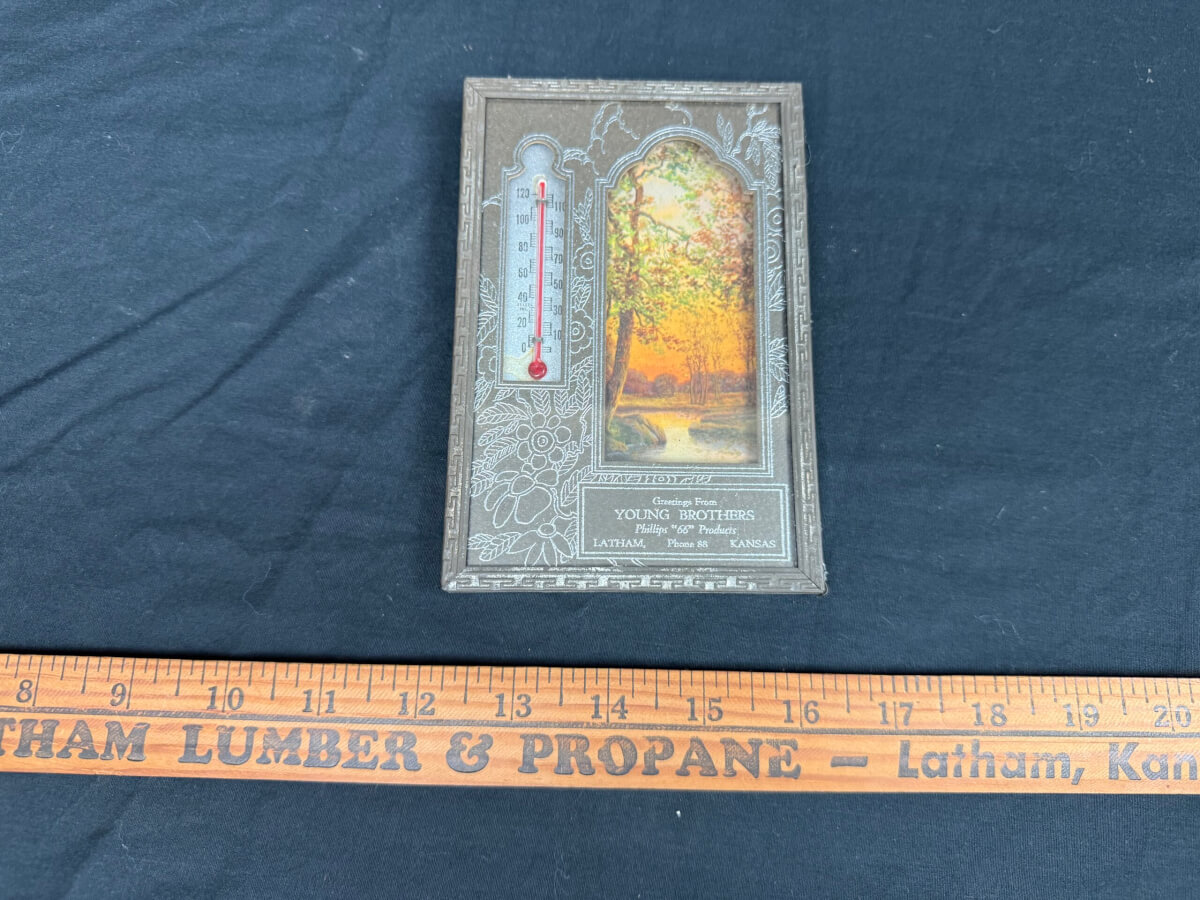 120
110
100
90
80
70
60
50
40
30
20
10
0
Greetings From
YOUNG BROTHERS
Phillips "66" Products
LATHAM, Phone 88 KANSAS
8 9 10 11 12 13 14 15 16 17 18 19 20
THAM LUMBER & PROPANE — Latham, Kan